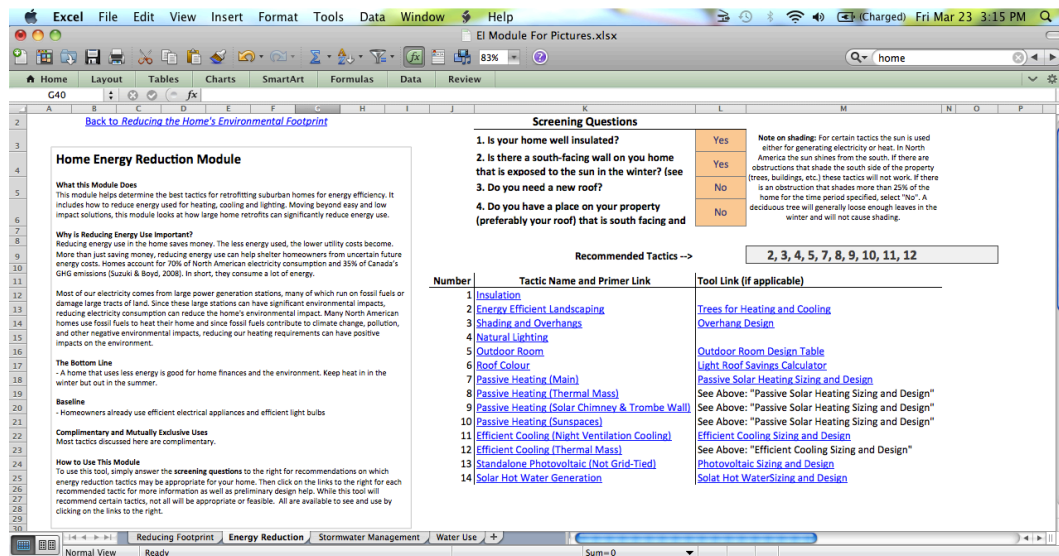 Excel File Edit View Insert Format Tools Data Window Help (Charged) Fri Mar 23 3:15 PM
EI Module For Pictures.xlsx
83% home
Home Layout Tables Charts SmartArt Formulas Data Review
G40 fx
A B C D E F G H I J K L M N O P
2 Back to Reducing the Home's Environmental Footprint
Home Energy Reduction Module
What this Module Does
This module helps determine the best tactics for retrofitting suburban homes for energy efficiency. It
includes how to reduce energy used for heating, cooling and lighting. Moving beyond easy and low
impact solutions, this module looks at how large home retrofits can significantly reduce energy use.
Why is Reducing Energy Use Important?
Reducing energy use in the home saves money. The less energy used, the lower utility costs become.
More than just saving money, reducing energy use can help shelter homeowners from uncertain future
energy costs. Homes account for 70% of North American electricity consumption and 35% of Canada's
GHG emissions (Suzuki & Boyd, 2008). In short, they consume a lot of energy.
Most of our electricity comes from large power generation stations, many of which run on fossil fuels or
damage large tracts of land. Since these large stations can have significant environmental impacts,
reducing electricity consumption can reduce the home's environmental impact. Many North American
homes use fossil fuels to heat their home and since fossil fuels contribute to climate change, pollution,
and other negative environmental impacts, reducing our heating requirements can have positive
impacts on the environment.
The Bottom Line
- A home that uses less energy is good for home finances and the environment. Keep heat in in the
winter but out in the summer.
Baseline
- Homeowners already use efficient electrical appliances and efficient light bulbs
Complimentary and Mutually Exclusive Uses
Most tactics discussed here are complimentary.
How to Use This Module
To use this tool, simply answer the screening questions to the right for recommendations on which
energy reduction tactics may be appropriate for your home. Then click on the links to the right for each
recommended tactic for more information as well as preliminary design help. While this tool will
recommend certain tactics, not all will be appropriate or feasible. All are available to see and use by
clicking on the links to the right.
Screening Questions
1. Is your home well insulated? Yes
2. Is there a south-facing wall on you home
that is exposed to the sun in the winter? (see Yes
3. Do you need a new roof? No
4. Do you have a place on your property
(preferably your roof) that is south facing and No
Note on shading: For certain tactics the sun is used
either for generating electricity or heat. In North
America the sun shines from the south. If there are
obstructions that shade the south side of the property
(trees, buildings, etc.) these tactics will not work. If there
is an obstruction that shades more than 25% of the
home for the time period specified, select "No". A
deciduous tree will generally loose enough leaves in the
winter and will not cause shading.
Recommended Tactics --> 2, 3, 4, 5, 7, 8, 9, 10, 11, 12
Number Tactic Name and Primer Link Tool Link (if applicable)
1 Insulation
2 Energy Efficient Landscaping Trees for Heating and Cooling
3 Shading and Overhangs Overhang Design
4 Natural Lighting
5 Outdoor Room Outdoor Room Design Table
6 Roof Colour Light Roof Savings Calculator
7 Passive Heating (Main) Passive Solar Heating Sizing and Design
8 Passive Heating (Thermal Mass) See Above: "Passive Solar Heating Sizing and Design"
9 Passive Heating (Solar Chimney & Trombe Wall) See Above: "Passive Solar Heating Sizing and Design"
10 Passive Heating (Sunspaces) See Above: "Passive Solar Heating Sizing and Design"
11 Efficient Cooling (Night Ventilation Cooling) Efficient Cooling Sizing and Design
12 Efficient Cooling (Thermal Mass) See Above: "Efficient Cooling Sizing and Design"
13 Standalone Photovoltaic (Not Grid-Tied) Photovoltaic Sizing and Design
14 Solar Hot Water Generation Solat Hot WaterSizing and Design
3
4
5
6
7
8
9
10
11
12
13
14
15
16
17
18
19
20
21
22
23
24
25
26
27
28
29
30
Reducing Footprint Energy Reduction Stormwater Management Water Use +
Normal View Ready Sum=0